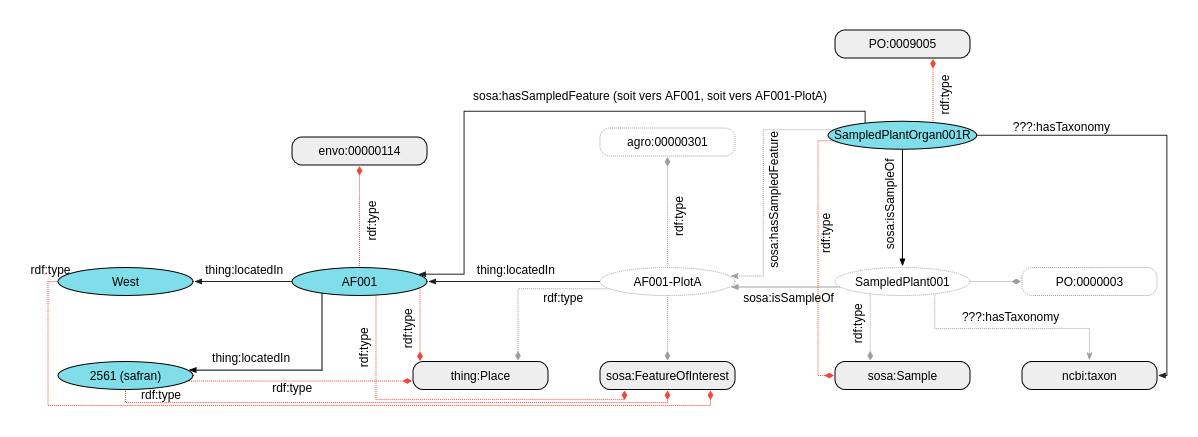 PO:0009005
rdf:type
sosa:hasSampledFeature (soit vers AF001, soit vers AF001-PlotA)
SampledPlantOrgan001R
???:hasTaxonomy
envo:00000114
agro:00000301
sosa:hasSampledFeature
sosa:isSampleOf
rdf:type
rdf:type
rdf:type
rdf:type
West
thing:locatedIn
AF001
thing:locatedIn
AF001-PlotA
SampledPlant001
PO:0000003
rdf:type
sosa:isSampleOf
???:hasTaxonomy
rdf:type
rdf:type
rdf:type
thing:locatedIn
2561 (safran)
rdf:type
thing:Place
sosa:FeatureOfInterest
sosa:Sample
ncbi:taxon
rdf:type